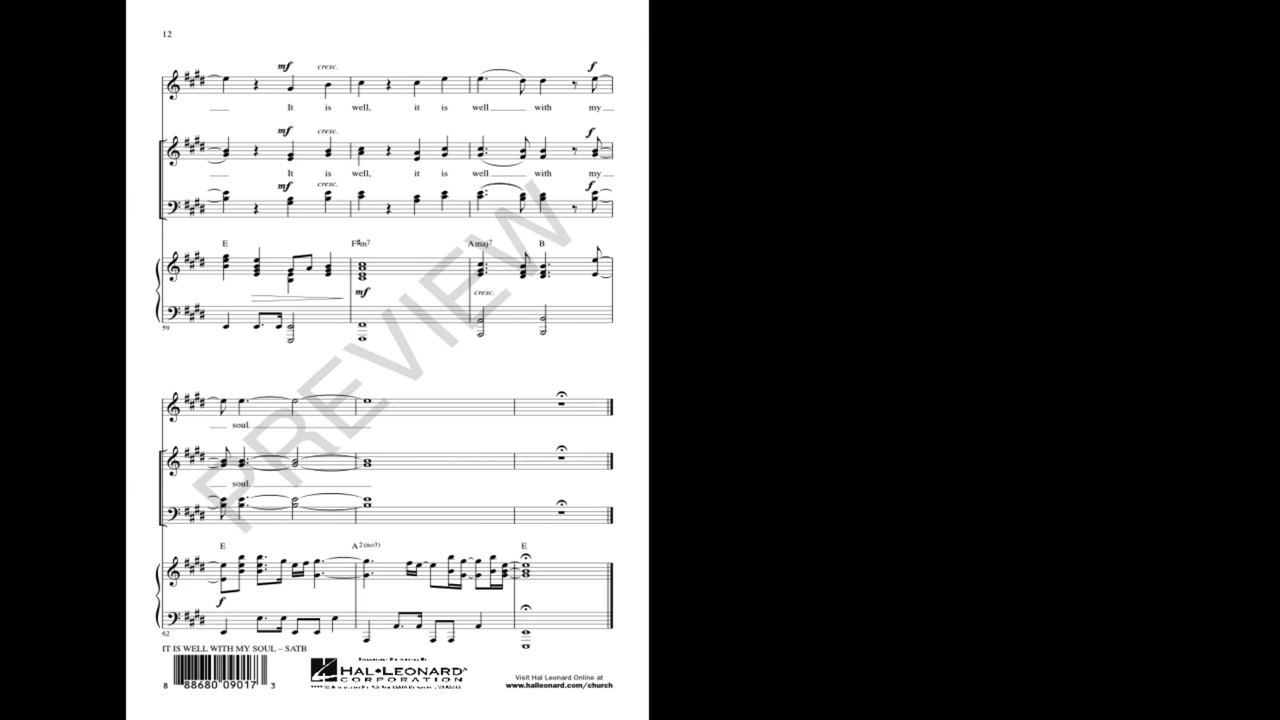 12
mf cresc. f
It is well, it is well with my
mf cresc. f
It is well, it is well with my
mf cresc. f
E F#m7 Amaj7 B
mf cresc.
59
soul.
soul.
E A2(no3) E
f
62
IT IS WELL WITH MY SOUL – SATB
8 88680 09017 3
HAL•LEONARD
CORPORATION
Visit Hal Leonard Online at
www.halleonard.com/church
PREVIEW